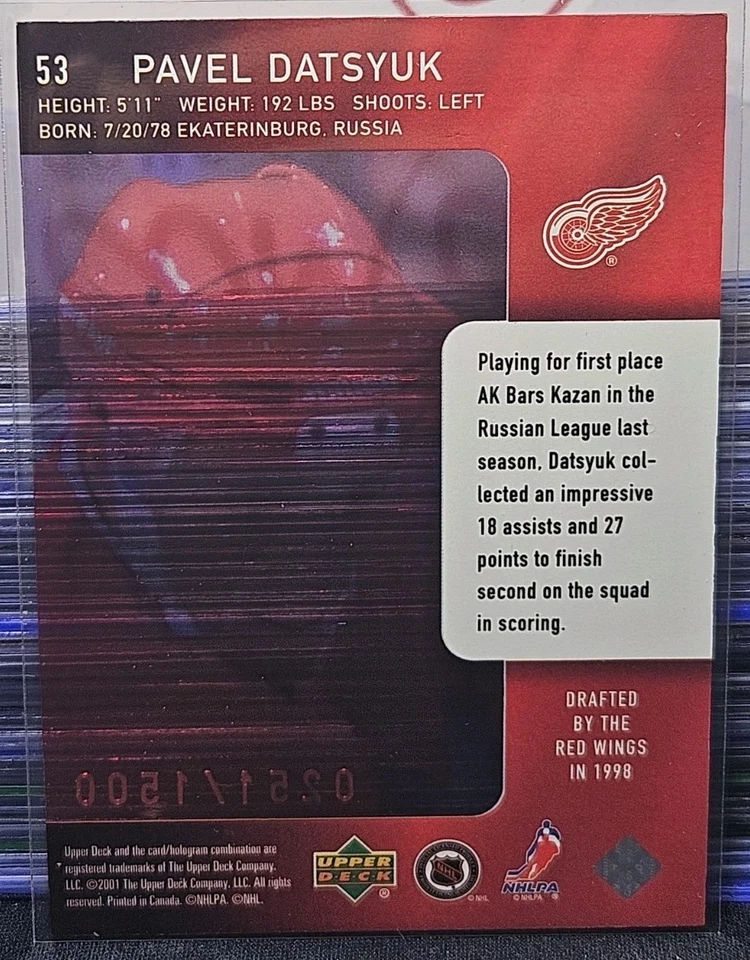 53 PAVEL DATSYUK
HEIGHT: 5'11" WEIGHT: 192 LBS SHOOTS: LEFT
BORN: 7/20/78 EKATERINBURG, RUSSIA
®
Playing for first place
AK Bars Kazan in the
Russian League last
season, Datsyuk col-
lected an impressive
18 assists and 27
points to finish
second on the squad
in scoring.
DRAFTED
BY THE
RED WINGS
IN 1998
0251/1500
Upper Deck and the card/hologram combination are
registered trademarks of The Upper Deck Company,
LLC. ©2001 The Upper Deck Company, LLC. All rights
reserved. Printed in Canada. ©NHLPA. ©NHL.
UPPER
DECK
®
NHL
© NHL
NHLPA
© NHLPA ®